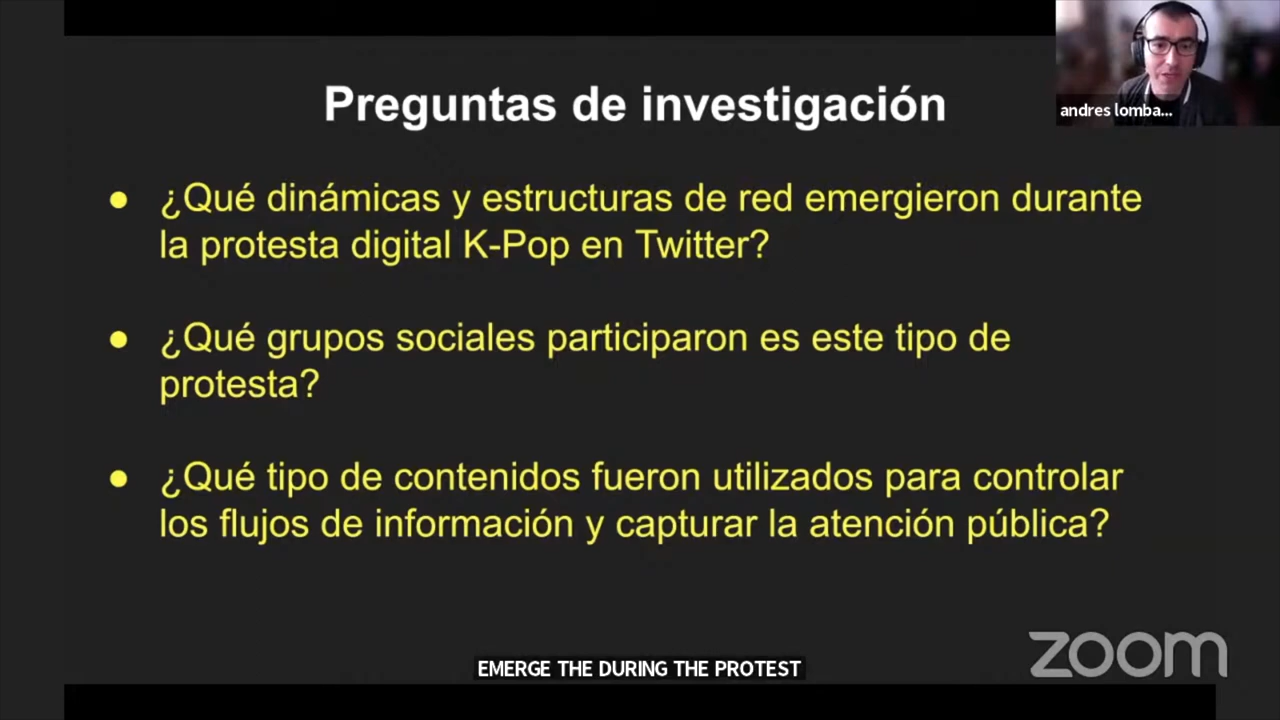 Preguntas de investigación
andres lomba...
● ¿Qué dinámicas y estructuras de red emergieron durante
la protesta digital K-Pop en Twitter?
● ¿Qué grupos sociales participaron es este tipo de
protesta?
● ¿Qué tipo de contenidos fueron utilizados para controlar
los flujos de información y capturar la atención pública?
EMERGE THE DURING THE PROTEST
zoom